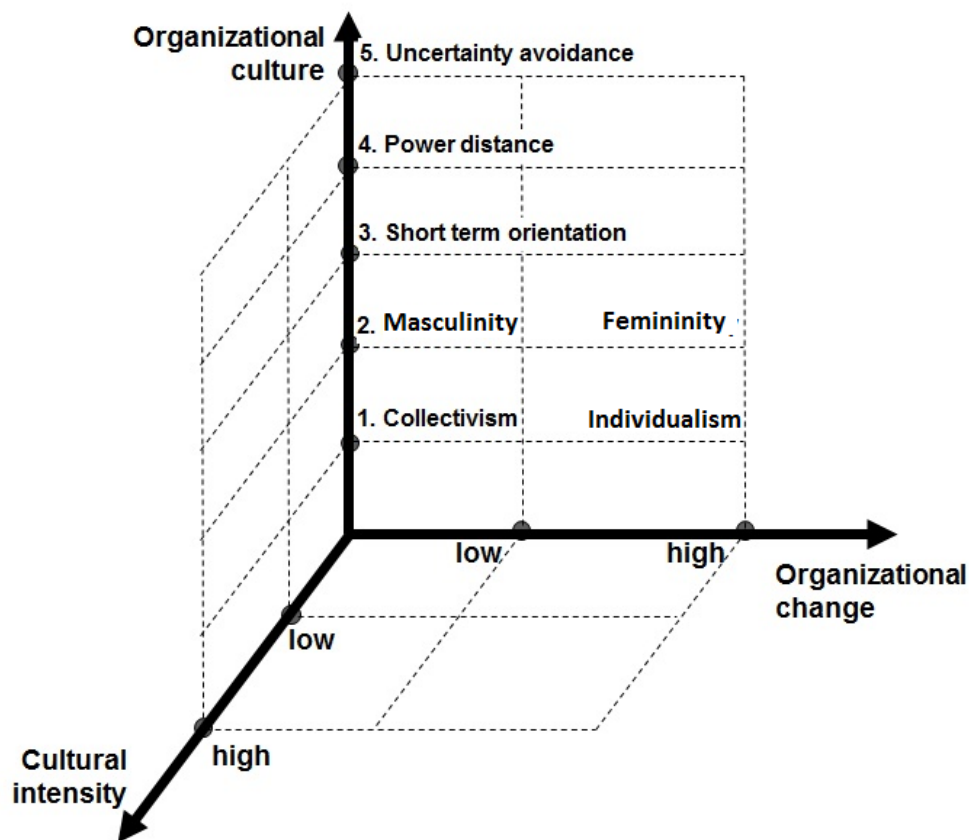 Organizational
culture
5. Uncertainty avoidance
4. Power distance
3. Short term orientation
2. Masculinity Femininity
1. Collectivism Individualism
low high
Organizational
change
low
high
Cultural
intensity